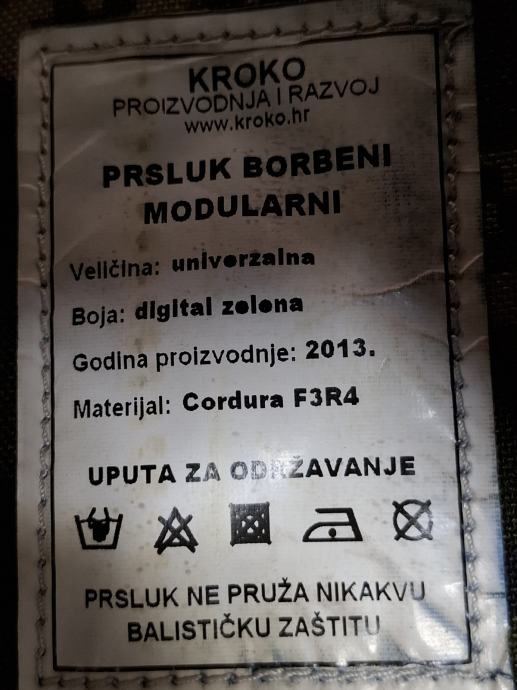 KROKO
PROIZVODNJA I RAZVOJ
www.kroko.hr
PRSLUK BORBENI
MODULARNI
Veličina: univerzalna
Boja: digital zelena
Godina proizvodnje: 2013.
Materijal: Cordura F3R4
UPUTA ZA ODRŽAVANJE
PRSLUK NE PRUŽA NIKAKVU
BALISTIČKU ZAŠTITU